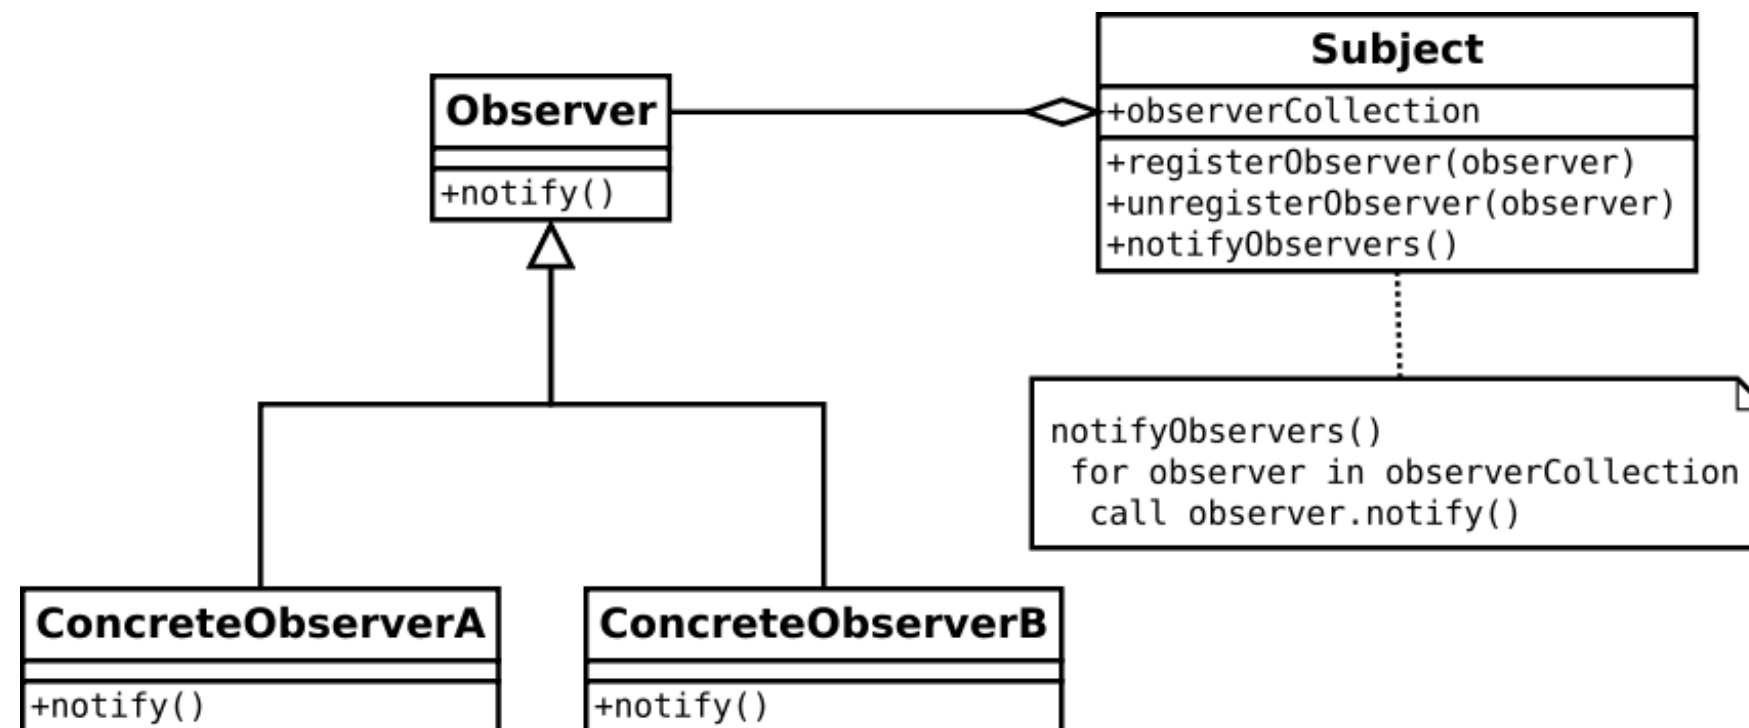 Observer
+notify()
Subject
+observerCollection
+registerObserver(observer)
+unregisterObserver(observer)
+notifyObservers()
notifyObservers()
for observer in observerCollection
call observer.notify()
ConcreteObserverA
+notify()
ConcreteObserverB
+notify()